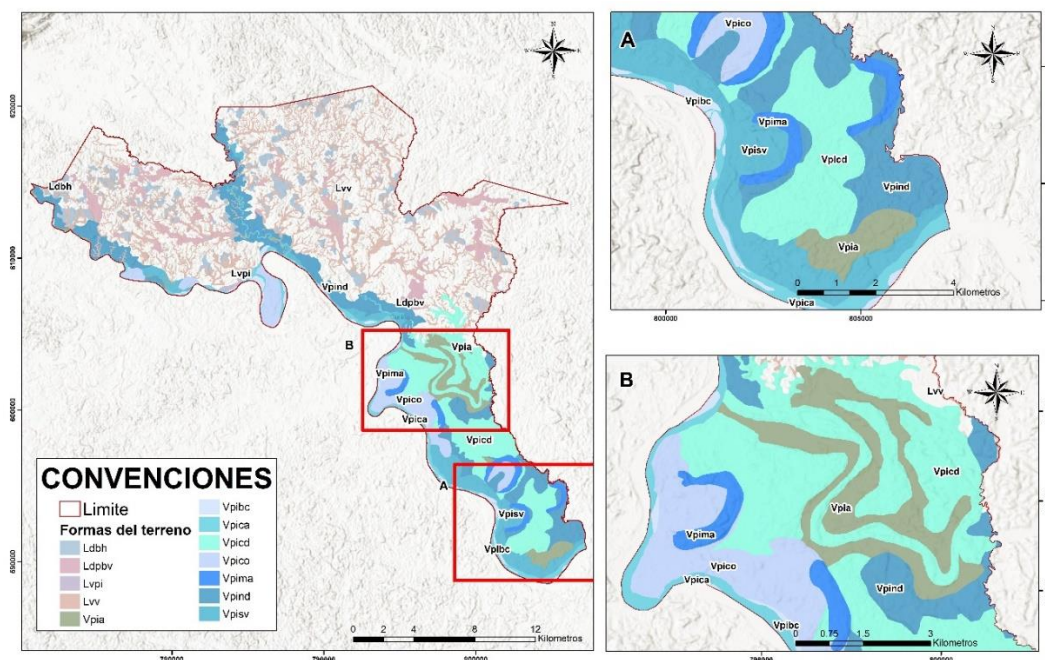 Ldbh
Lvv
Lvpi
Vpind
Ldpbv
B
Vpia
Vpima
Vpico
Vpica
Vpicd
A
Vpisv
Vpibc
CONVENCIONES
Limite
Formas del terreno
Ldbh
Ldpbv
Lvpi
Lvv
Vpia
Vpibc
Vpica
Vpicd
Vpico
Vpima
Vpind
Vpisv
0 2 4 8 12
Kilometros
A
Vpico
Vpibc
Vpima
Vpisv
Vpicd
Vpind
Vpia
0 1 2 4
Kilometros
Vpica
800000
805000
B
Lvv
Vpicd
Vpia
Vpima
Vpico
Vpica
Vpind
Vpibc
0 0.75 1.5 3
Kilometros